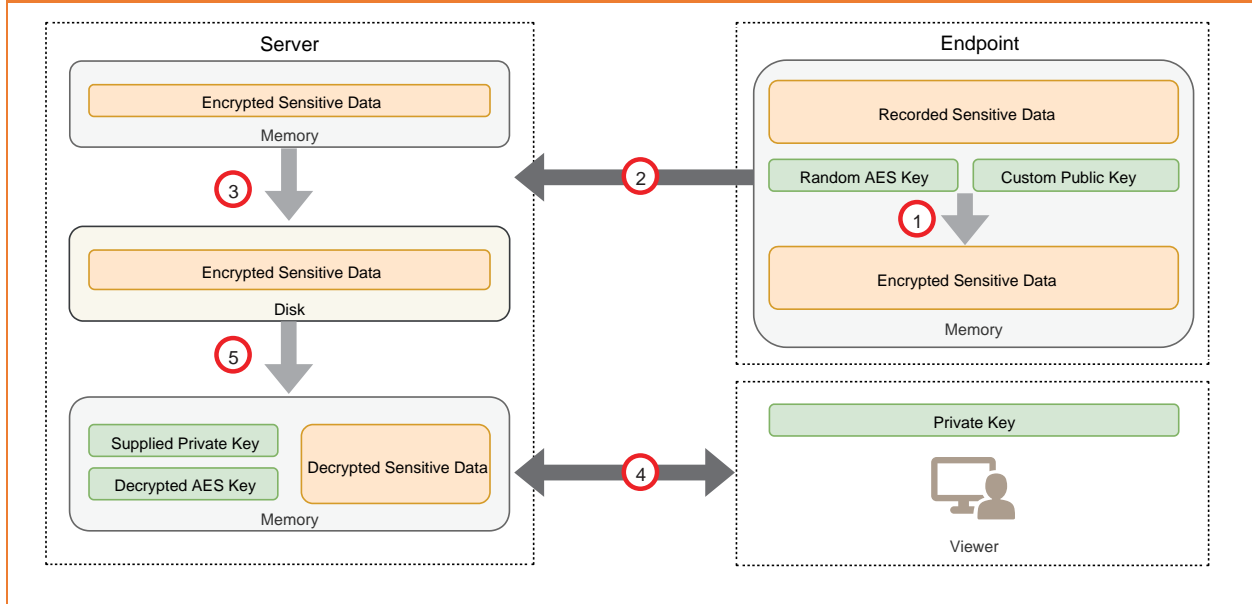 Server
Encrypted Sensitive Data
Memory
3
Encrypted Sensitive Data
Disk
5
Supplied Private Key
Decrypted AES Key
Decrypted Sensitive Data
Memory
2
4
Endpoint
Recorded Sensitive Data
Random AES Key
Custom Public Key
1
Encrypted Sensitive Data
Memory
Private Key
Viewer